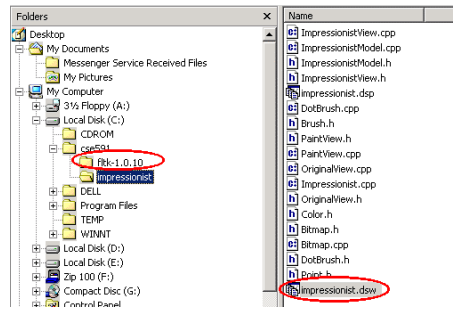 Folders
x
Desktop
My Documents
Messenger Service Received Files
My Pictures
My Computer
3½ Floppy (A:)
Local Disk (C:)
CDROM
cse591
fltk-1.0.10
impressionist
DELL
Program Files
TEMP
WINNT
Local Disk (D:)
Local Disk (E:)
Zip 100 (F:)
Compact Disc (G:)
Control Panel
Name
ImpressionistView.cpp
ImpressionistModel.cpp
ImpressionistModel.h
ImpressionistView.h
impressionist.dsp
DotBrush.cpp
Brush.h
PaintView.h
PaintView.cpp
OriginalView.cpp
Impressionist.cpp
OriginalView.h
Color.h
Bitmap.h
Bitmap.cpp
DotBrush.h
Point.h
impressionist.dsw